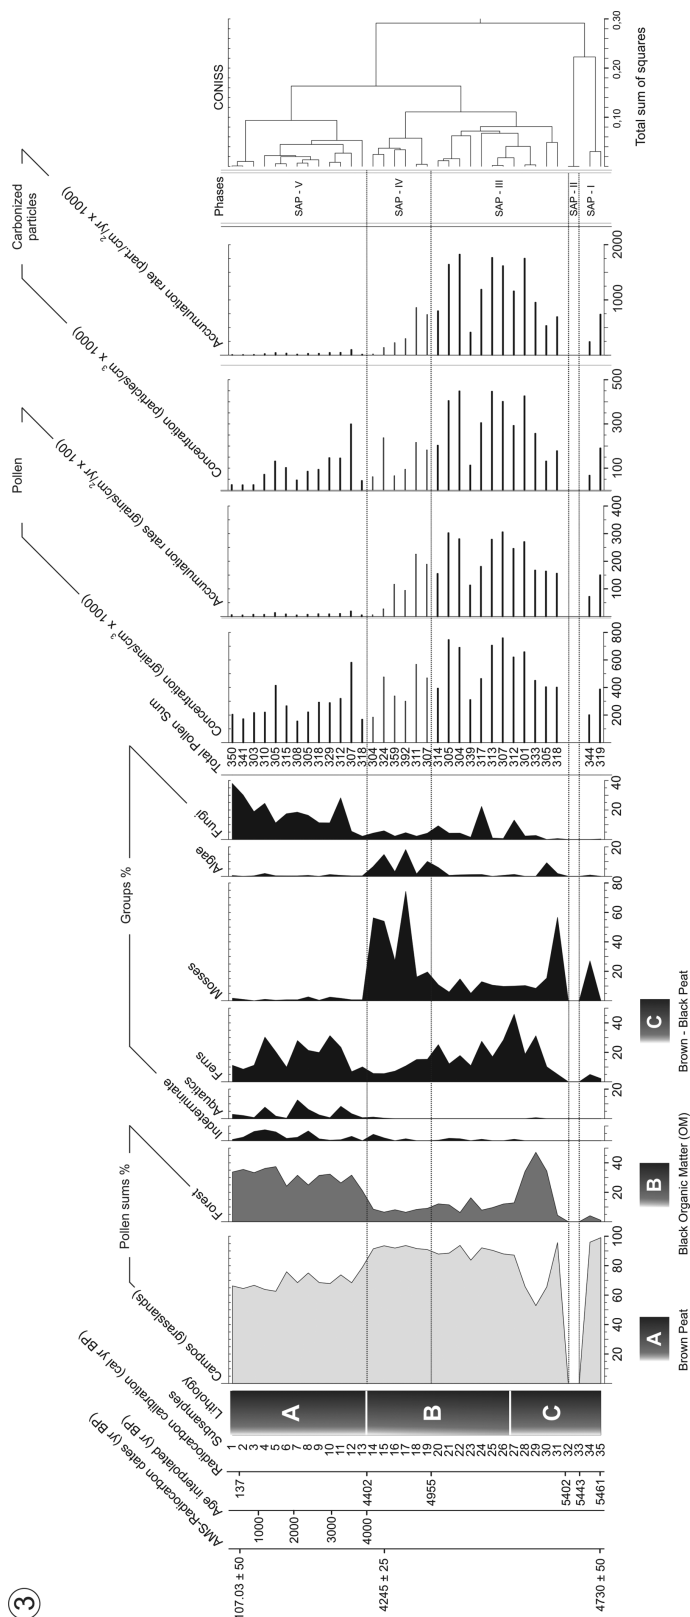 3
AMS-Radiocarbon dates (yr BP)
107.03 ± 50
4245 ± 25
4730 ± 50
Age interpolated (yr BP)
1000
2000
3000
4000
Radiocarbon calibration (cal yr BP)
137
4402
4955
5402
5443
5461
Subsamples
1
2
3
4
5
6
7
8
9
10
11
12
13
14
15
16
17
18
19
20
21
22
23
24
25
26
27
28
29
30
31
32
33
34
35
Lithology
A
B
C
Pollen sums %
Campos (grasslands)
20
40
60
80
100
Forest
20
40
Groups %
Indeterminate
Aquatics
20
Ferns
20
40
Mosses
20
40
60
80
Algae
20
Fungi
20
40
Total Pollen Sum
350
341
303
310
305
315
308
305
318
329
312
307
318
304
324
359
392
311
307
314
305
304
339
317
313
307
312
301
333
305
318
344
319
Pollen
Concentration (grains/cm³ x 1000)
200
400
600
800
Accumulation rates (grains/cm²/yr x 100)
100
200
300
400
Carbonized
particles
Concentration (particles/cm³ x 1000)
100
300
500
Accumulation rate (part./cm²/yr x 1000)
1000
2000
Phases
SAP - V
SAP - IV
SAP - III
SAP - II
SAP - I
CONISS
0,10
0,20
0,30
Total sum of squares
A
Brown Peat
B
Black Organic Matter (OM)
C
Brown - Black Peat